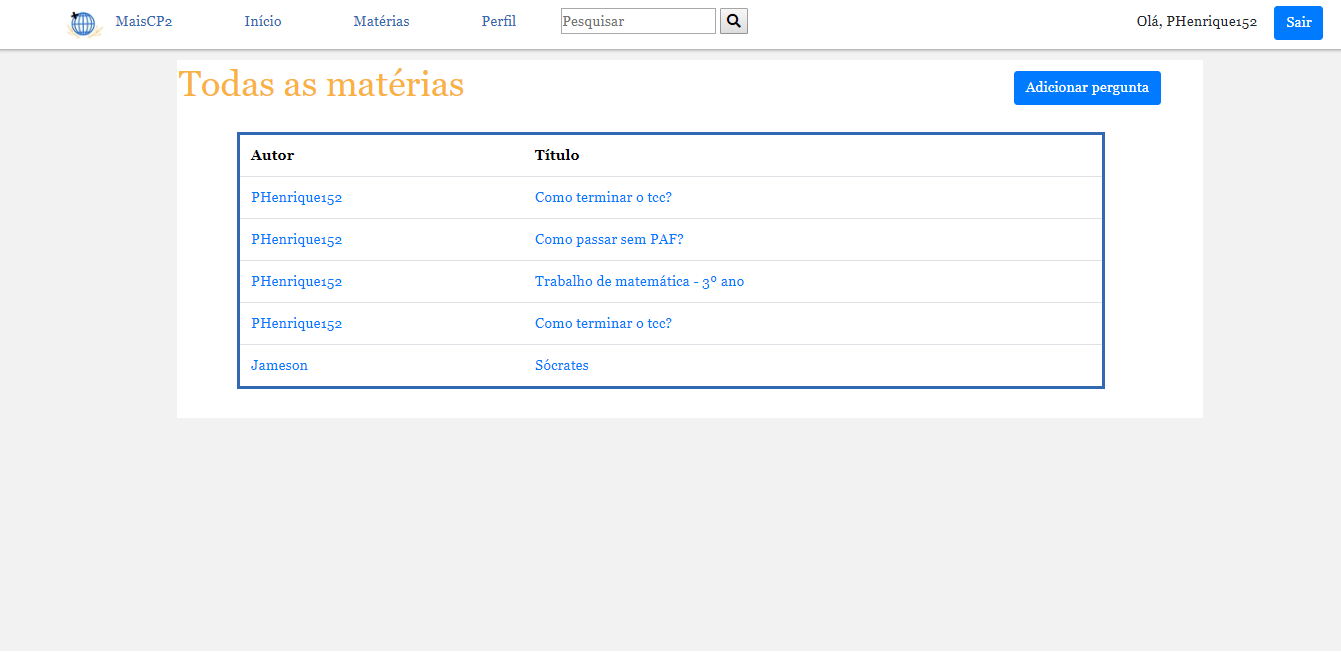 MaisCP2 Início Matérias Perfil Pesquisar Olá, PHenrique152 Sair
Todas as matérias Adicionar pergunta
Autor Título
PHenrique152 Como terminar o tcc?
PHenrique152 Como passar sem PAF?
PHenrique152 Trabalho de matemática - 3º ano
PHenrique152 Como terminar o tcc?
Jameson Sócrates